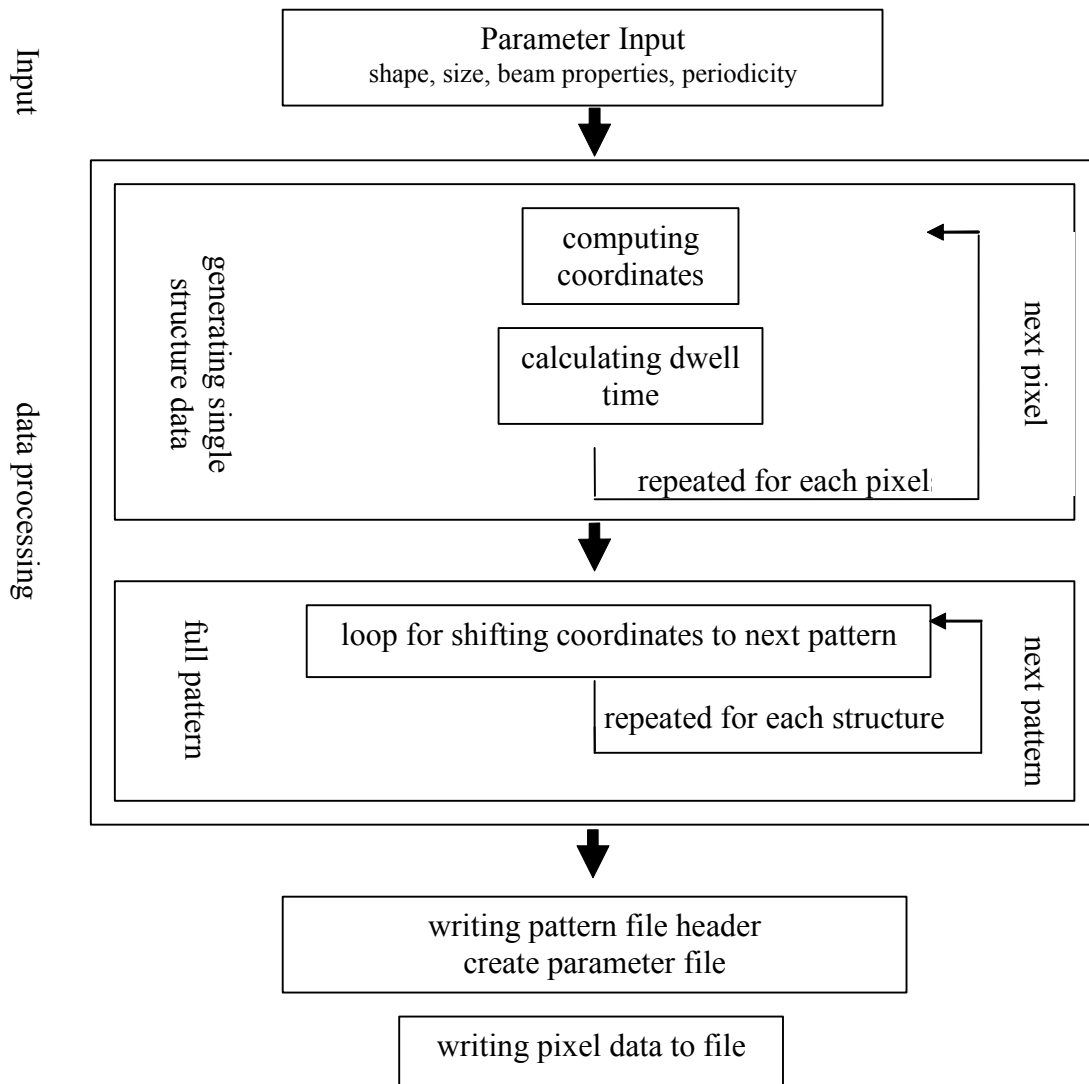 Input
Parameter Input
shape, size, beam properties, periodicity
data processing
generating single
structure data
computing
coordinates
calculating dwell
time
repeated for each pixel
next pixel
full pattern
loop for shifting coordinates to next pattern
repeated for each structure
next pattern
writing pattern file header
create parameter file
writing pixel data to file